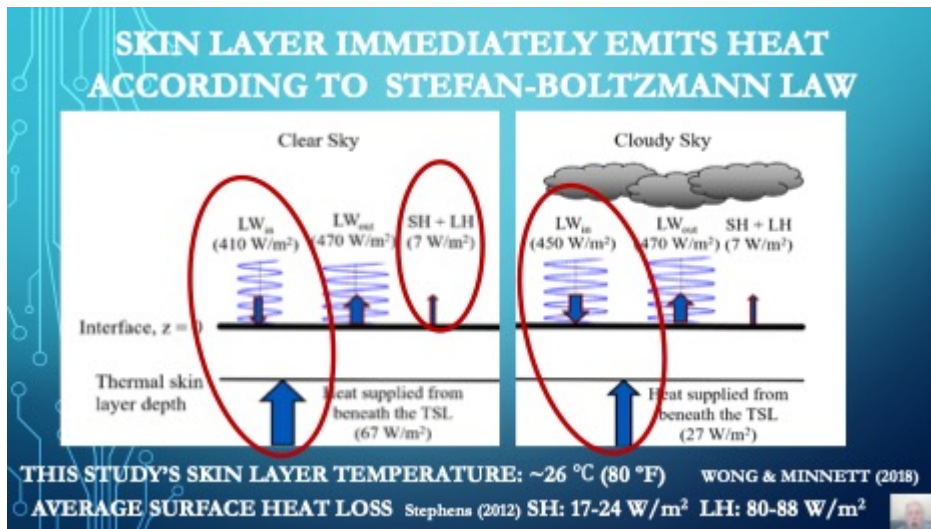 SKIN LAYER IMMEDIATELY EMITS HEAT
ACCORDING TO STEFAN-BOLTZMANN LAW
Clear Sky
LW_in
(410 W/m²)
LW_out
(470 W/m²)
SH + LH
(7 W/m²)
Interface, z = 0
Thermal skin
layer depth
Heat supplied from
beneath the TSL
(67 W/m²)
Cloudy Sky
LW_in
(450 W/m²)
LW_out
(470 W/m²)
SH + LH
(7 W/m²)
Heat supplied from
beneath the TSL
(27 W/m²)
THIS STUDY'S SKIN LAYER TEMPERATURE: ~26 °C (80 °F) WONG & MINNETT (2018)
AVERAGE SURFACE HEAT LOSS Stephens (2012) SH: 17-24 W/m² LH: 80-88 W/m²